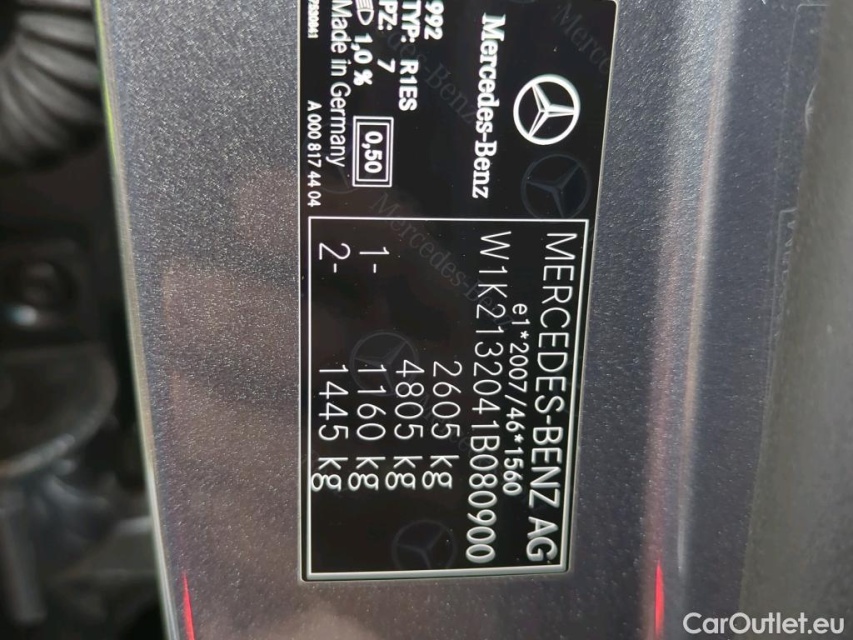 Mercedes-Benz
992
TYP: R1ES
PZ: 7
1,0 %
0,50
Made in Germany
A 000 817 44 04
MERCEDES-BENZ AG
e1*2007/46*1560
W1K2132041B080900
2605 kg
4805 kg
1- 1160 kg
2- 1445 kg
CarOutlet.eu